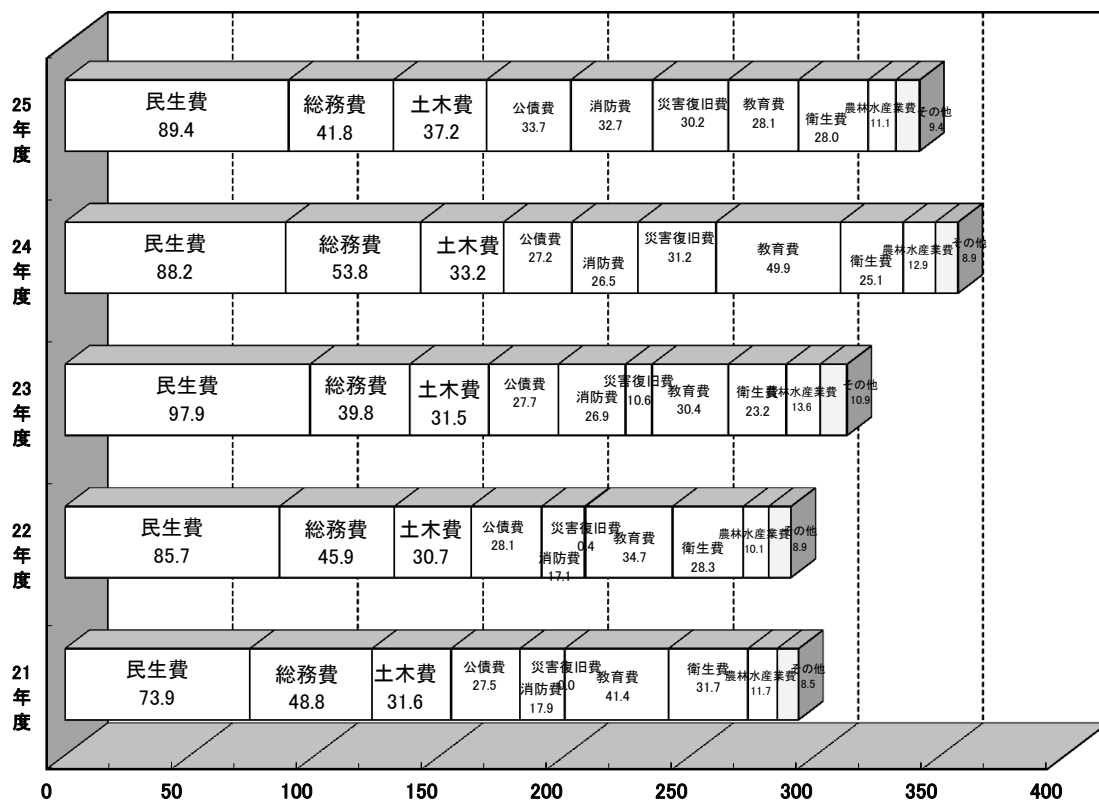 25年度
民生費 総務費 土木費 公債費 消防費 災害復旧費 教育費 衛生費 農林水産業費 その他
89.4 41.8 37.2 33.7 32.7 30.2 28.1 28.0 11.1 9.4
24年度
民生費 総務費 土木費 公債費 消防費 災害復旧費 教育費 衛生費 農林水産業費 その他
88.2 53.8 33.2 27.2 26.5 31.2 49.9 25.1 12.9 8.9
23年度
民生費 総務費 土木費 公債費 消防費 災害復旧費 教育費 衛生費 農林水産業費 その他
97.9 39.8 31.5 27.7 26.9 10.6 30.4 23.2 13.6 10.9
22年度
民生費 総務費 土木費 公債費 消防費 災害復旧費 教育費 衛生費 農林水産業費 その他
85.7 45.9 30.7 28.1 17.1 0.4 34.7 28.3 10.1 8.9
21年度
民生費 総務費 土木費 公債費 消防費 災害復旧費 教育費 衛生費 農林水産業費 その他
73.9 48.8 31.6 27.5 17.9 0.0 41.4 31.7 11.7 8.5
0 50 100 150 200 250 300 350 400